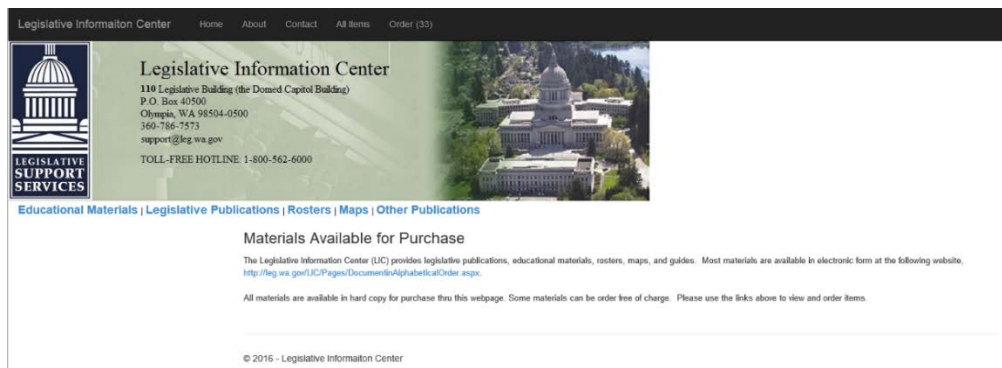 Legislative Informaiton Center Home About Contact All Items Order (33)
LEGISLATIVE
SUPPORT
SERVICES
Legislative Information Center
110 Legislative Building (the Domed Capitol Building)
P.O. Box 40500
Olympia, WA 98504-0500
360-786-7573
support@leg.wa.gov
TOLL-FREE HOTLINE: 1-800-562-6000
Educational Materials | Legislative Publications | Rosters | Maps | Other Publications
Materials Available for Purchase
The Legislative Information Center (LIC) provides legislative publications, educational materials, rosters, maps, and guides. Most materials are available in electronic form at the following website,
http://leg.wa.gov/LIC/Pages/DocumentinAlphabeticalOrder.aspx.
All materials are available in hard copy for purchase thru this webpage. Some materials can be order free of charge. Please use the links above to view and order items.
© 2016 - Legislative Informaiton Center